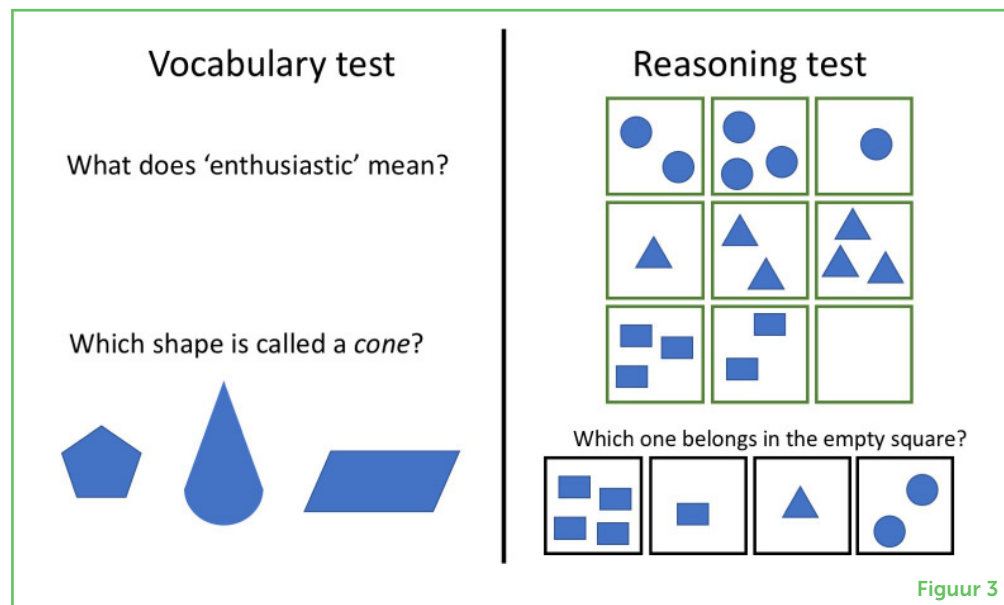 Vocabulary test
What does ‘enthusiastic’ mean?
Which shape is called a cone?
Reasoning test
Which one belongs in the empty square?
Figuur 3